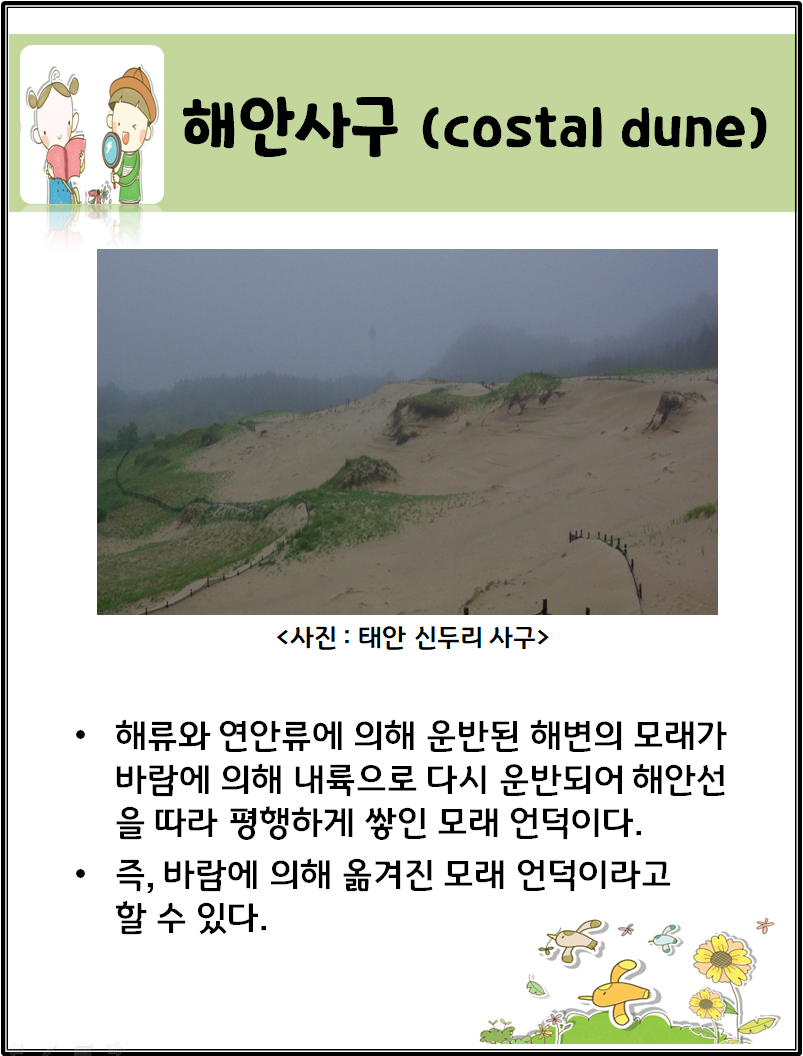 해안사구 (costal dune)
<사진 : 태안 신두리 사구>
• 해류와 연안류에 의해 운반된 해변의 모래가
바람에 의해 내륙으로 다시 운반되어 해안선
을 따라 평행하게 쌓인 모래 언덕이다.
• 즉, 바람에 의해 옮겨진 모래 언덕이라고
할 수 있다.